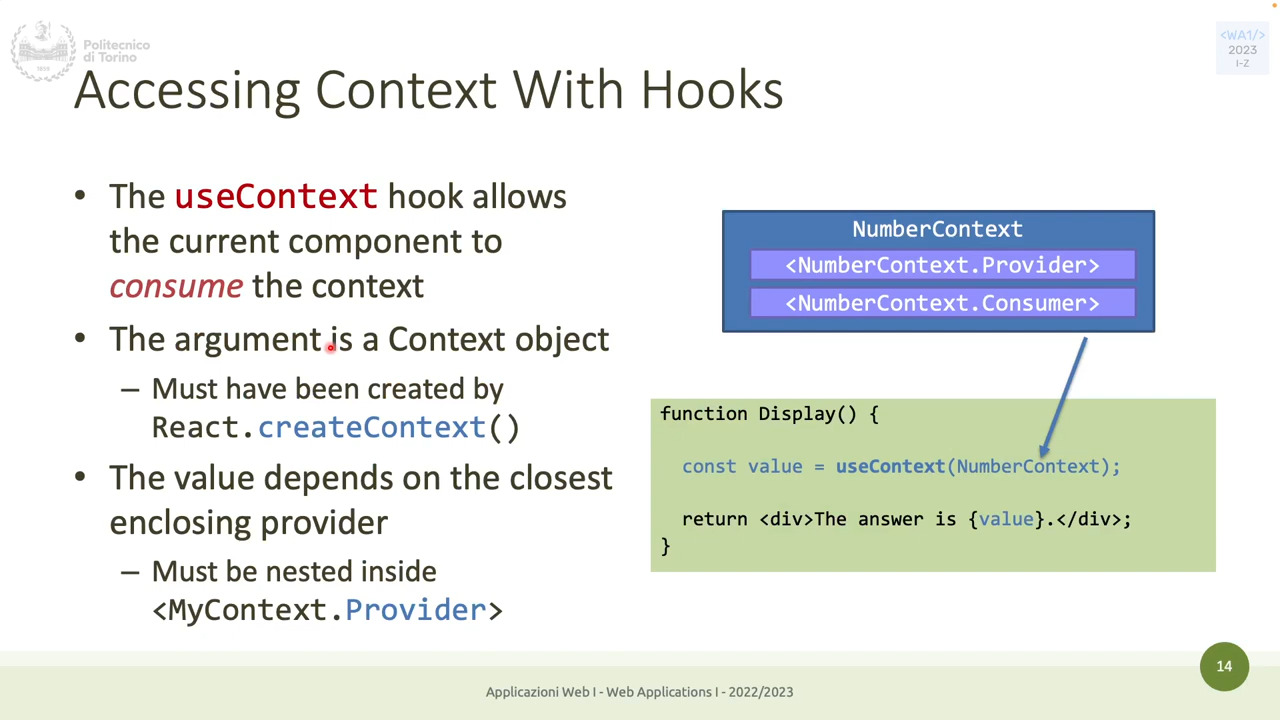 Politecnico
di Torino
1859
<WA1/>
2023
I-Z
Accessing Context With Hooks
• The useContext hook allows
the current component to
consume the context
• The argument is a Context object
– Must have been created by
React.createContext()
• The value depends on the closest
enclosing provider
– Must be nested inside
<MyContext.Provider>
NumberContext
<NumberContext.Provider>
<NumberContext.Consumer>
function Display() {
const value = useContext(NumberContext);
return <div>The answer is {value}.</div>;
}
14
Applicazioni Web I - Web Applications I - 2022/2023